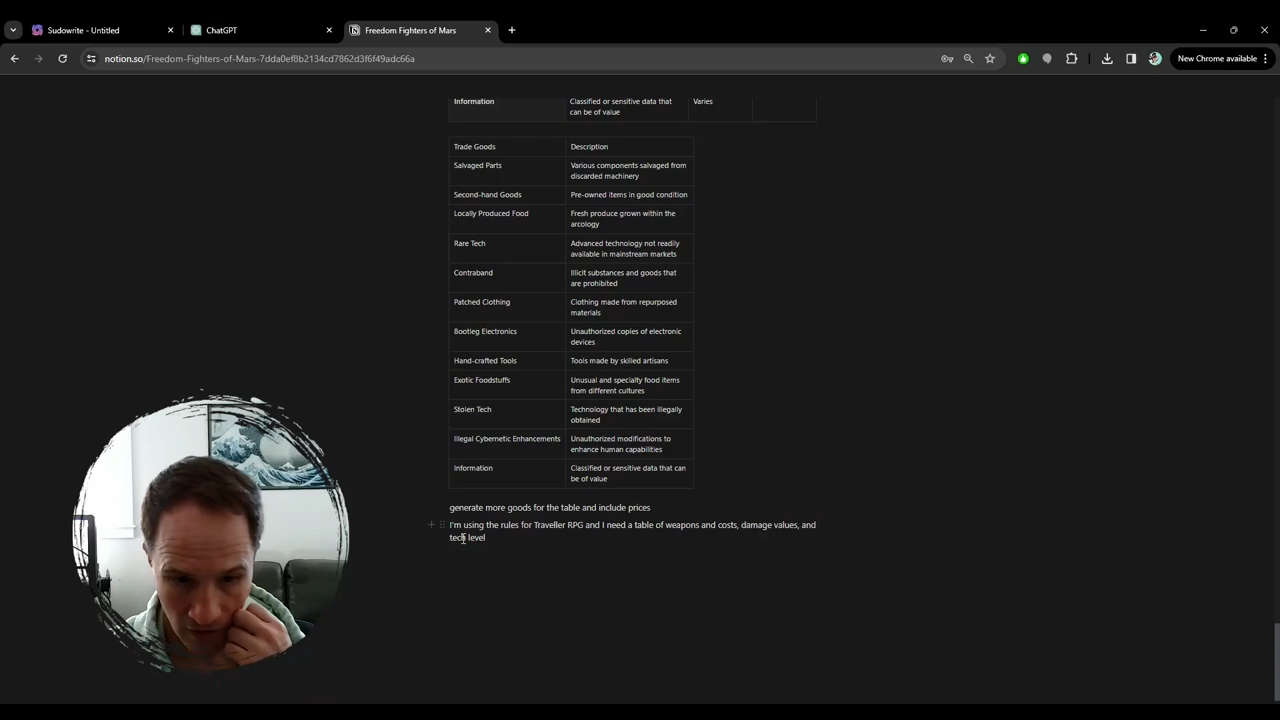 Sudowrite - Untitled
ChatGPT
Freedom Fighters of Mars
notion.so/Freedom-Fighters-of-Mars-7dda0ef8b2134cd7862d3f6f49adc66a
New Chrome available
Information
Classified or sensitive data that
can be of value
Varies
Trade Goods
Description
Salvaged Parts
Various components salvaged from
discarded machinery
Second-hand Goods
Pre-owned items in good condition
Locally Produced Food
Fresh produce grown within the
arcology
Rare Tech
Advanced technology not readily
available in mainstream markets
Contraband
Illicit substances and goods that
are prohibited
Patched Clothing
Clothing made from repurposed
materials
Bootleg Electronics
Unauthorized copies of electronic
devices
Hand-crafted Tools
Tools made by skilled artisans
Exotic Foodstuffs
Unusual and specialty food items
from different cultures
Stolen Tech
Technology that has been illegally
obtained
Illegal Cybernetic Enhancements
Unauthorized modifications to
enhance human capabilities
Information
Classified or sensitive data that can
be of value
generate more goods for the table and include prices
I'm using the rules for Traveller RPG and I need a table of weapons and costs, damage values, and
tech level